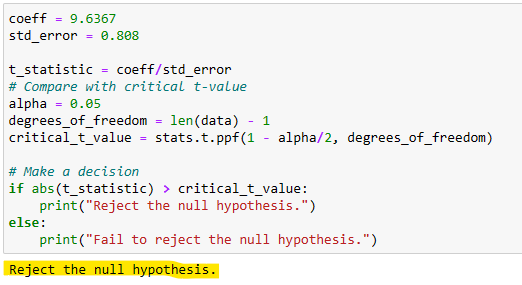 coeff = 9.6367
std_error = 0.808

t_statistic = coeff/std_error
# Compare with critical t-value
alpha = 0.05
degrees_of_freedom = len(data) - 1
critical_t_value = stats.t.ppf(1 - alpha/2, degrees_of_freedom)

# Make a decision
if abs(t_statistic) > critical_t_value:
    print("Reject the null hypothesis.")
else:
    print("Fail to reject the null hypothesis.")
Reject the null hypothesis.